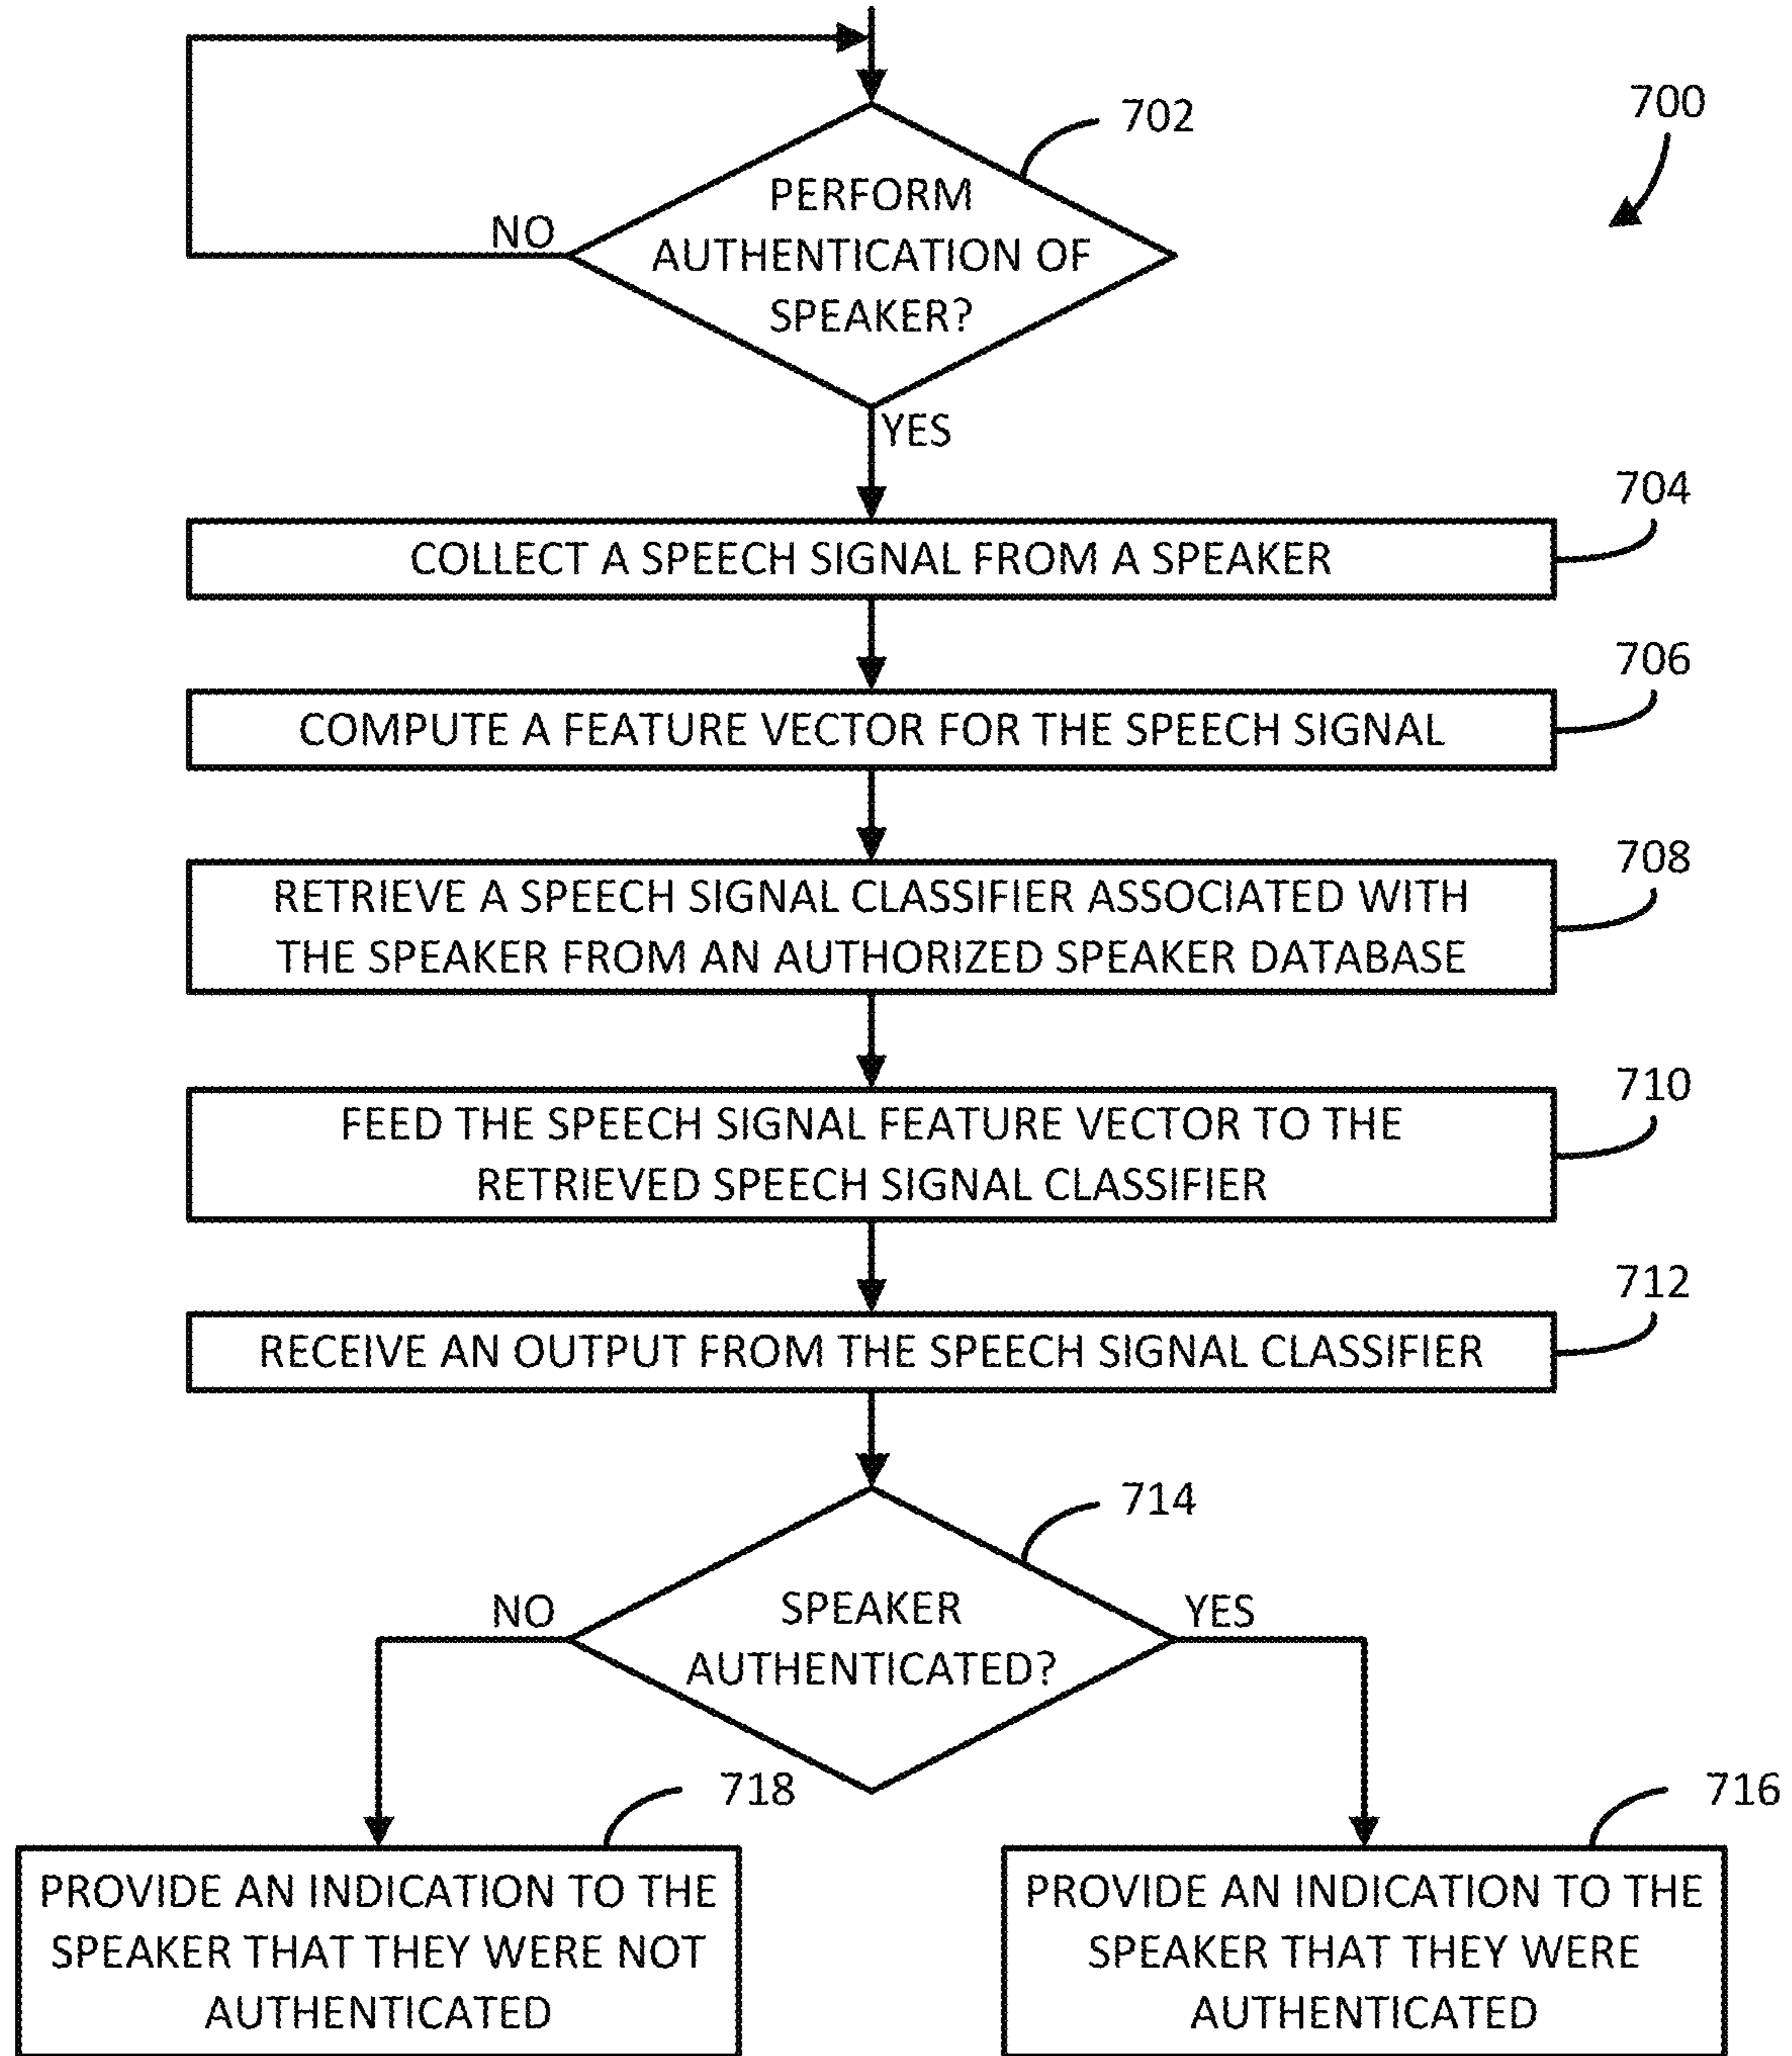 700
702
PERFORM
AUTHENTICATION OF
SPEAKER?
NO
YES
704
COLLECT A SPEECH SIGNAL FROM A SPEAKER
706
COMPUTE A FEATURE VECTOR FOR THE SPEECH SIGNAL
708
RETRIEVE A SPEECH SIGNAL CLASSIFIER ASSOCIATED WITH
THE SPEAKER FROM AN AUTHORIZED SPEAKER DATABASE
710
FEED THE SPEECH SIGNAL FEATURE VECTOR TO THE
RETRIEVED SPEECH SIGNAL CLASSIFIER
712
RECEIVE AN OUTPUT FROM THE SPEECH SIGNAL CLASSIFIER
714
SPEAKER
AUTHENTICATED?
NO
YES
718
PROVIDE AN INDICATION TO THE
SPEAKER THAT THEY WERE NOT
AUTHENTICATED
716
PROVIDE AN INDICATION TO THE
SPEAKER THAT THEY WERE
AUTHENTICATED